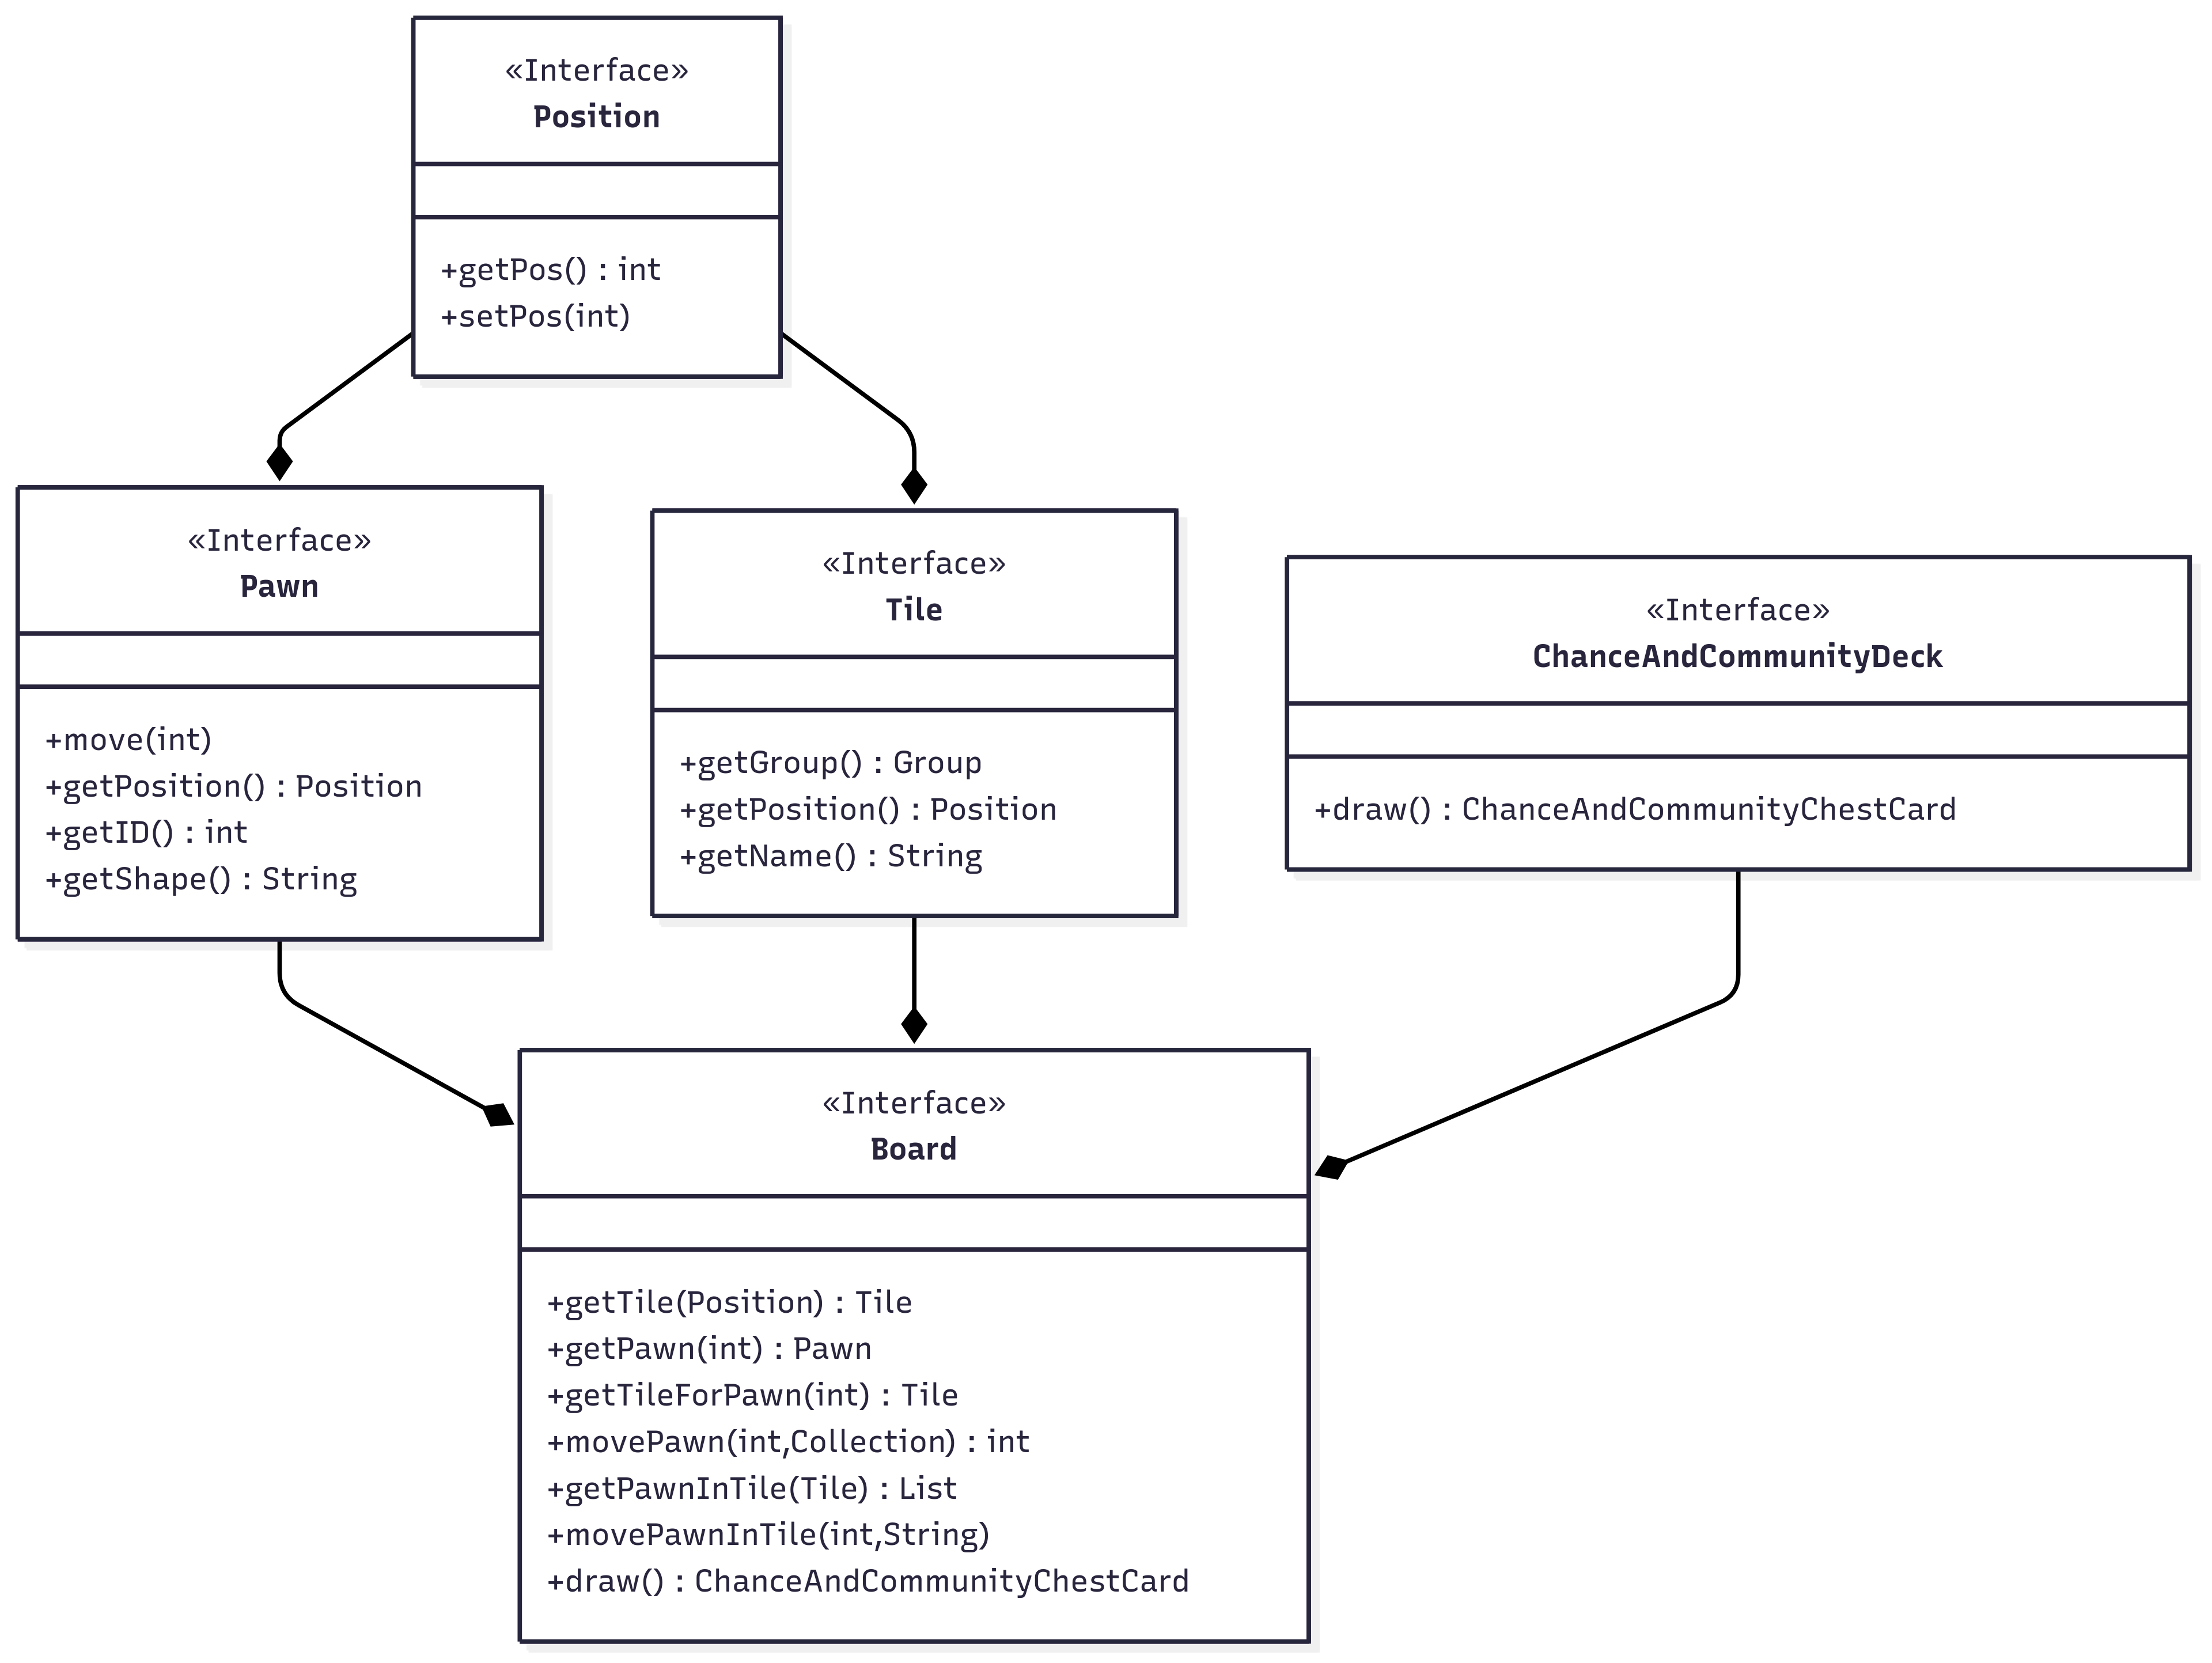 «Interface»
Position
+getPos() : int
+setPos(int)
«Interface»
Pawn
+move(int)
+getPosition() : Position
+getID() : int
+getShape() : String
«Interface»
Tile
+getGroup() : Group
+getPosition() : Position
+getName() : String
«Interface»
ChanceAndCommunityDeck
+draw() : ChanceAndCommunityChestCard
«Interface»
Board
+getTile(Position) : Tile
+getPawn(int) : Pawn
+getTileForPawn(int) : Tile
+movePawn(int,Collection) : int
+getPawnInTile(Tile) : List
+movePawnInTile(int,String)
+draw() : ChanceAndCommunityChestCard